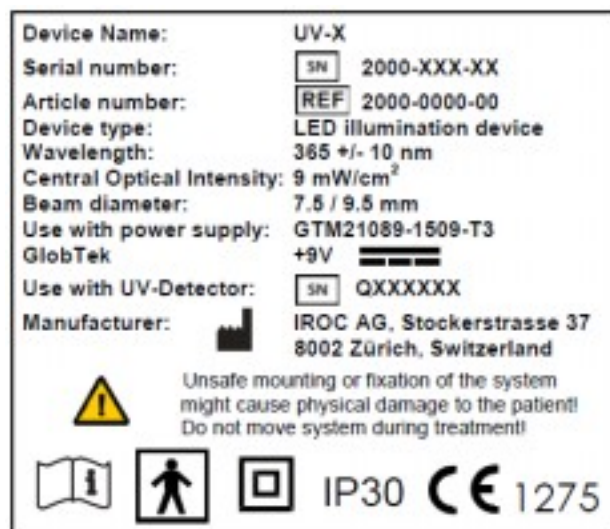 Device Name: UV-X
Serial number: SN 2000-XXX-XX
Article number: REF 2000-0000-00
Device type: LED illumination device
Wavelength: 365 +/- 10 nm
Central Optical Intensity: 9 mW/cm²
Beam diameter: 7.5 / 9.5 mm
Use with power supply: GTM21089-1509-T3
GlobTek +9V
Use with UV-Detector: SN QXXXXXX
Manufacturer: IROC AG, Stockerstrasse 37
8002 Zürich, Switzerland
Unsafe mounting or fixation of the system
might cause physical damage to the patient!
Do not move system during treatment!
IP30 CE 1275